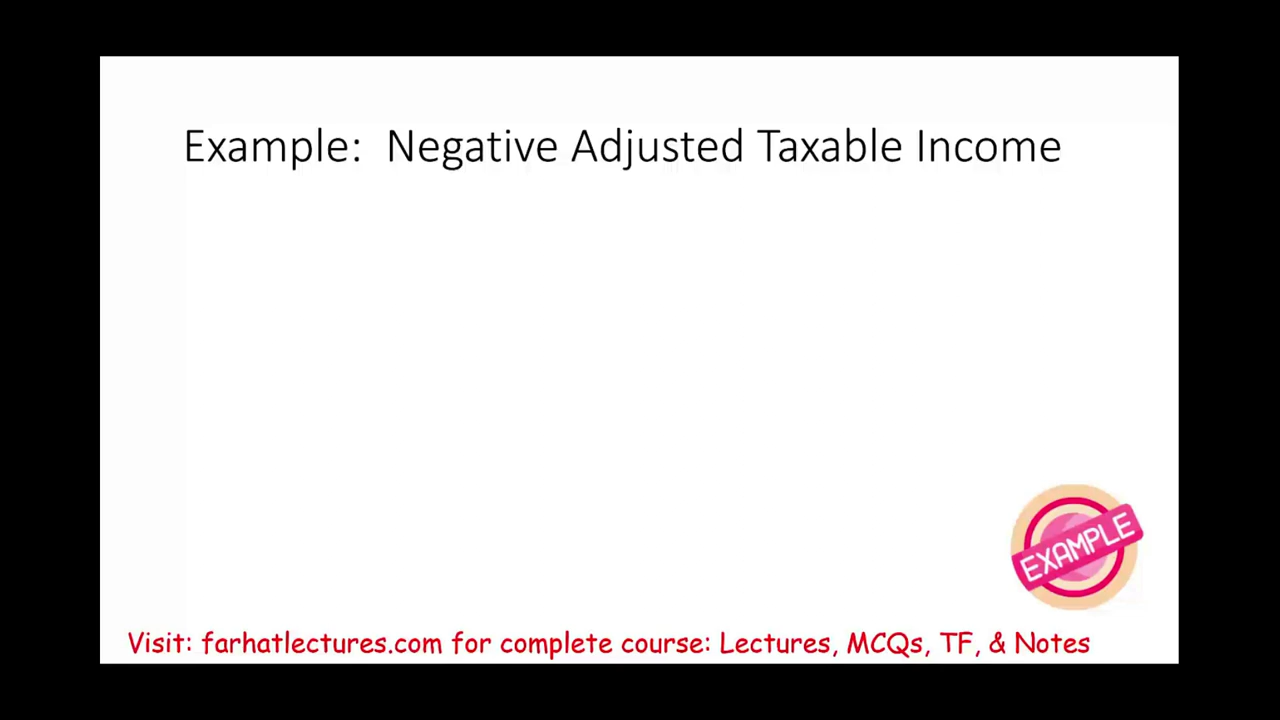 Example: Negative Adjusted Taxable Income
EXAMPLE
Visit: farhatlectures.com for complete course: Lectures, MCQs, TF, & Notes